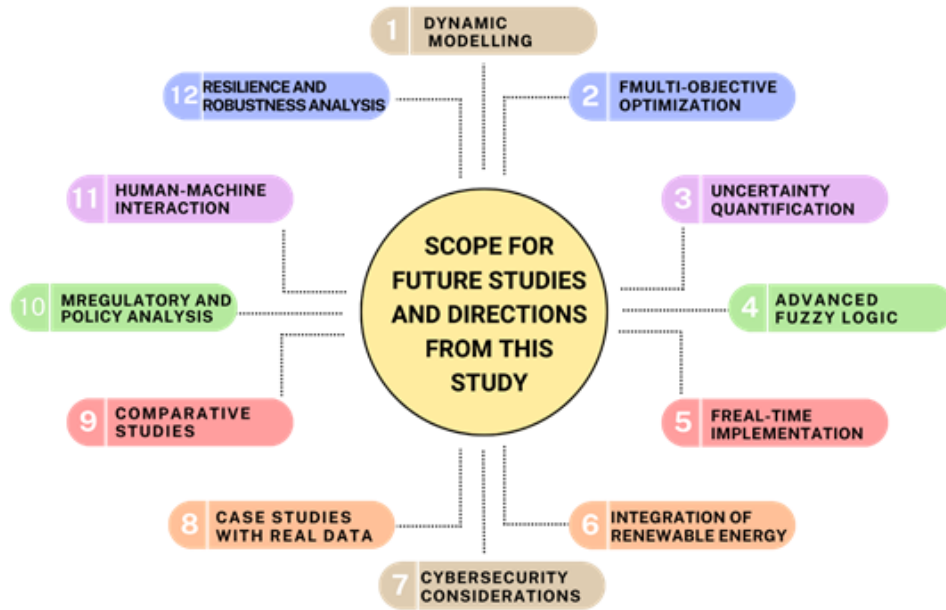 1 DYNAMIC
MODELLING
2 FMULTI-OBJECTIVE
OPTIMIZATION
3 UNCERTAINTY
QUANTIFICATION
4 ADVANCED
FUZZY LOGIC
5 FREAL-TIME
IMPLEMENTATION
6 INTEGRATION OF
RENEWABLE ENERGY
7 CYBERSECURITY
CONSIDERATIONS
8 CASE STUDIES
WITH REAL DATA
9 COMPARATIVE
STUDIES
10 MREGULATORY AND
POLICY ANALYSIS
11 HUMAN-MACHINE
INTERACTION
12 RESILIENCE AND
ROBUSTNESS ANALYSIS
SCOPE FOR
FUTURE STUDIES
AND DIRECTIONS
FROM THIS
STUDY